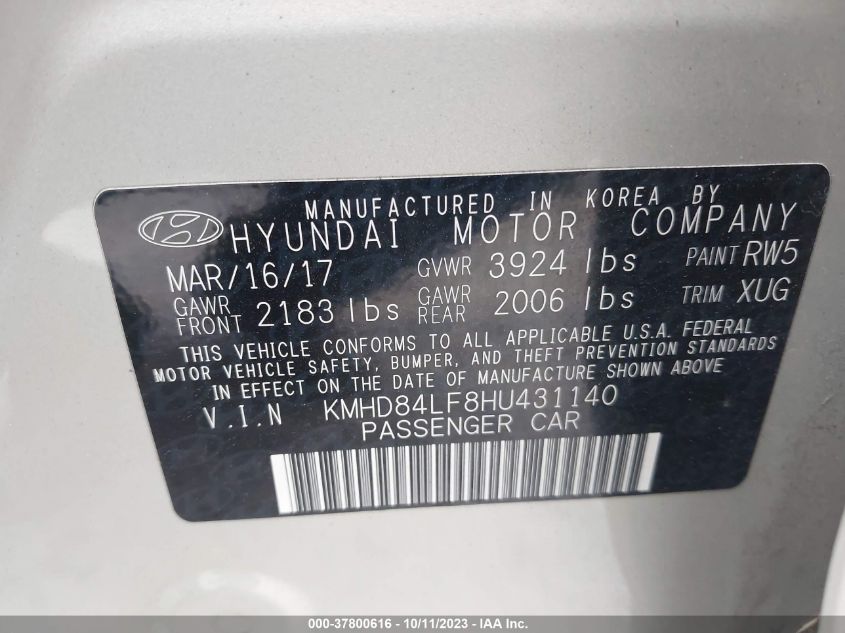 MANUFACTURED IN KOREA BY
HYUNDAI MOTOR COMPANY
MAR/16/17 GVWR 3924 lbs PAINT RW5
GAWR FRONT 2183 lbs GAWR REAR 2006 lbs TRIM XUG
THIS VEHICLE CONFORMS TO ALL APPLICABLE U.S.A. FEDERAL
MOTOR VEHICLE SAFETY, BUMPER, AND THEFT PREVENTION STANDARDS
IN EFFECT ON THE DATE OF MANUFACTURE SHOWN ABOVE
V.I.N KMHD84LF8HU431140
PASSENGER CAR
000-37800616 - 10/11/2023 - IAA Inc.